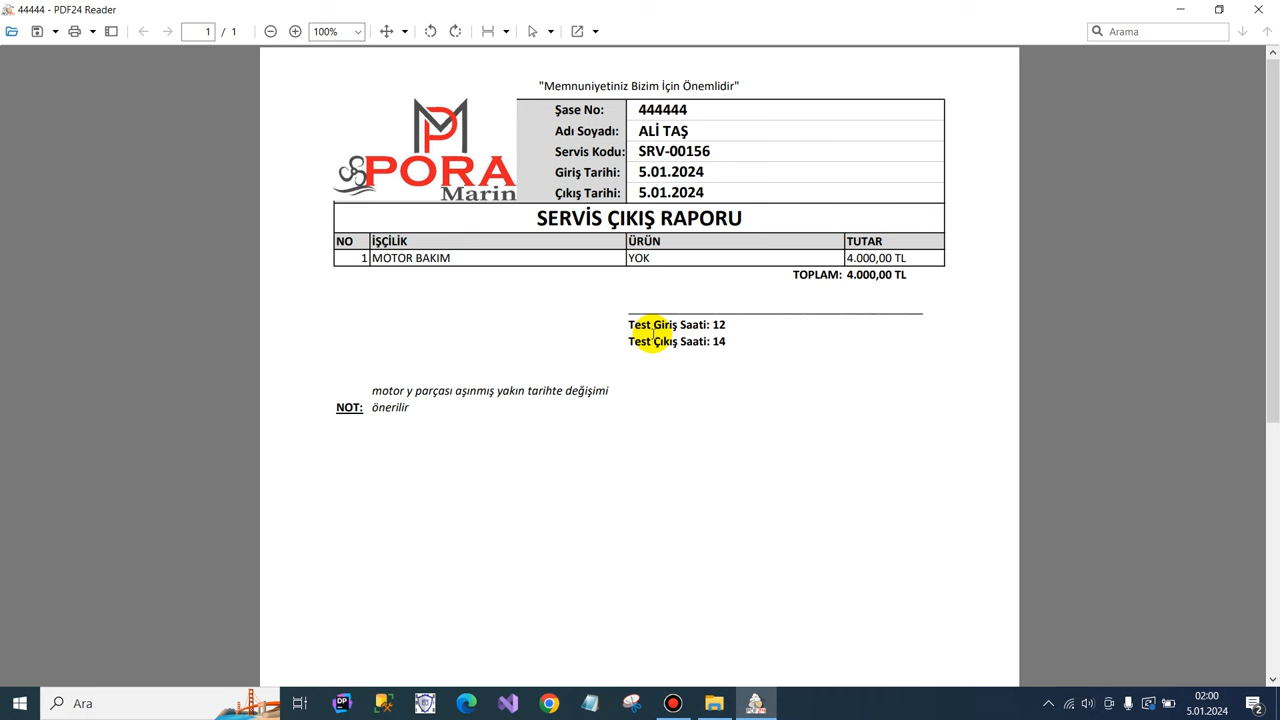 44444 - PDF24 Reader
1 / 1
100%
Arama
"Memnuniyetiniz Bizim İçin Önemlidir"
MP
PORA
Marin
Şase No: 444444
Adı Soyadı: ALİ TAŞ
Servis Kodu: SRV-00156
Giriş Tarihi: 5.01.2024
Çıkış Tarihi: 5.01.2024
SERVİS ÇIKIŞ RAPORU
NO İŞÇİLİK ÜRÜN TUTAR
1 MOTOR BAKIM YOK 4.000,00 TL
TOPLAM: 4.000,00 TL
Test Giriş Saati: 12
Test Çıkış Saati: 14
motor y parçası aşınmış yakın tarihte değişimi
NOT: önerilir
Ara
DP
02:00
5.01.2024
2